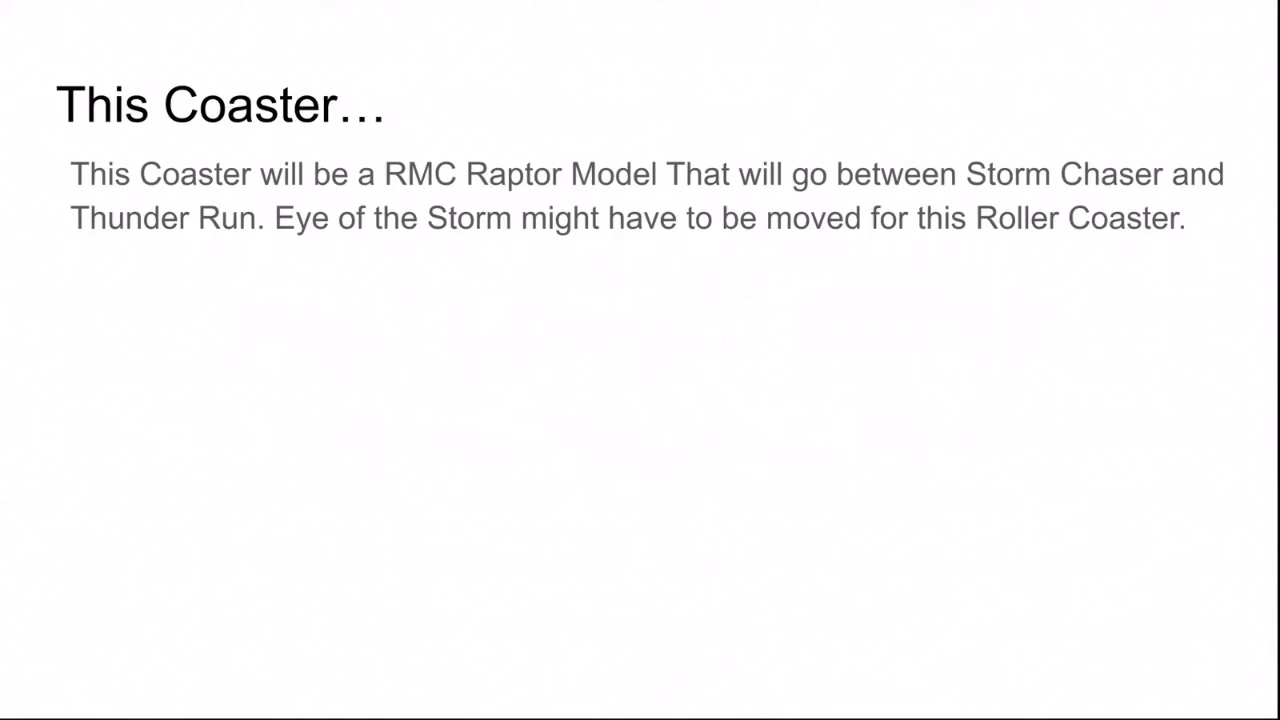 This Coaster…
This Coaster will be a RMC Raptor Model That will go between Storm Chaser and
Thunder Run. Eye of the Storm might have to be moved for this Roller Coaster.